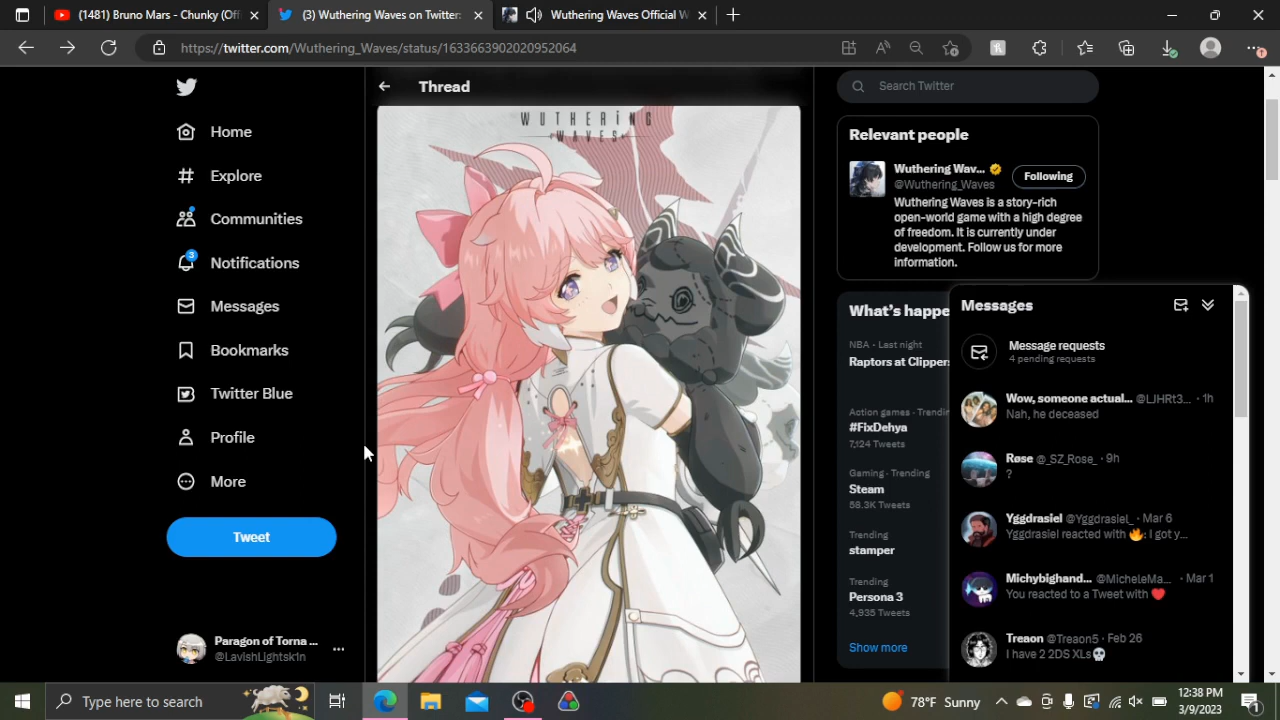 (1481) Bruno Mars - Chunky (Off
(3) Wuthering Waves on Twitter:
Wuthering Waves Official W
https://twitter.com/Wuthering_Waves/status/1633663902020952064
Home
Explore
Communities
3
Notifications
Messages
Bookmarks
Twitter Blue
Profile
More
Tweet
Paragon of Torna ...
@LavishLightsk1n
Thread
WUTHERiNG
WAVES
Search Twitter
Relevant people
Wuthering Wav...
@Wuthering_Waves
Following
Wuthering Waves is a story-rich
open-world game with a high degree
of freedom. It is currently under
development. Follow us for more
information.
What's happe
NBA · Last night
Raptors at Clippers
Action games · Trendin
#FixDehya
7,124 Tweets
Gaming · Trending
Steam
58.3K Tweets
Trending
stamper
Trending
Persona 3
4,935 Tweets
Show more
Messages
Message requests
4 pending requests
Wow, someone actual... @LJHRt3... · 1h
Nah, he deceased
Røse @_SZ_Rose_ · 9h
?
Yggdrasiel @Yggdrasiel_ · Mar 6
Yggdrasiel reacted with 🔥: I got y...
Michybighand... @MicheleMa... · Mar 1
You reacted to a Tweet with ❤️
Treaon @Treaon5 · Feb 26
I have 2 2DS XLs💀
Type here to search
78°F Sunny
12:38 PM
3/9/2023
1